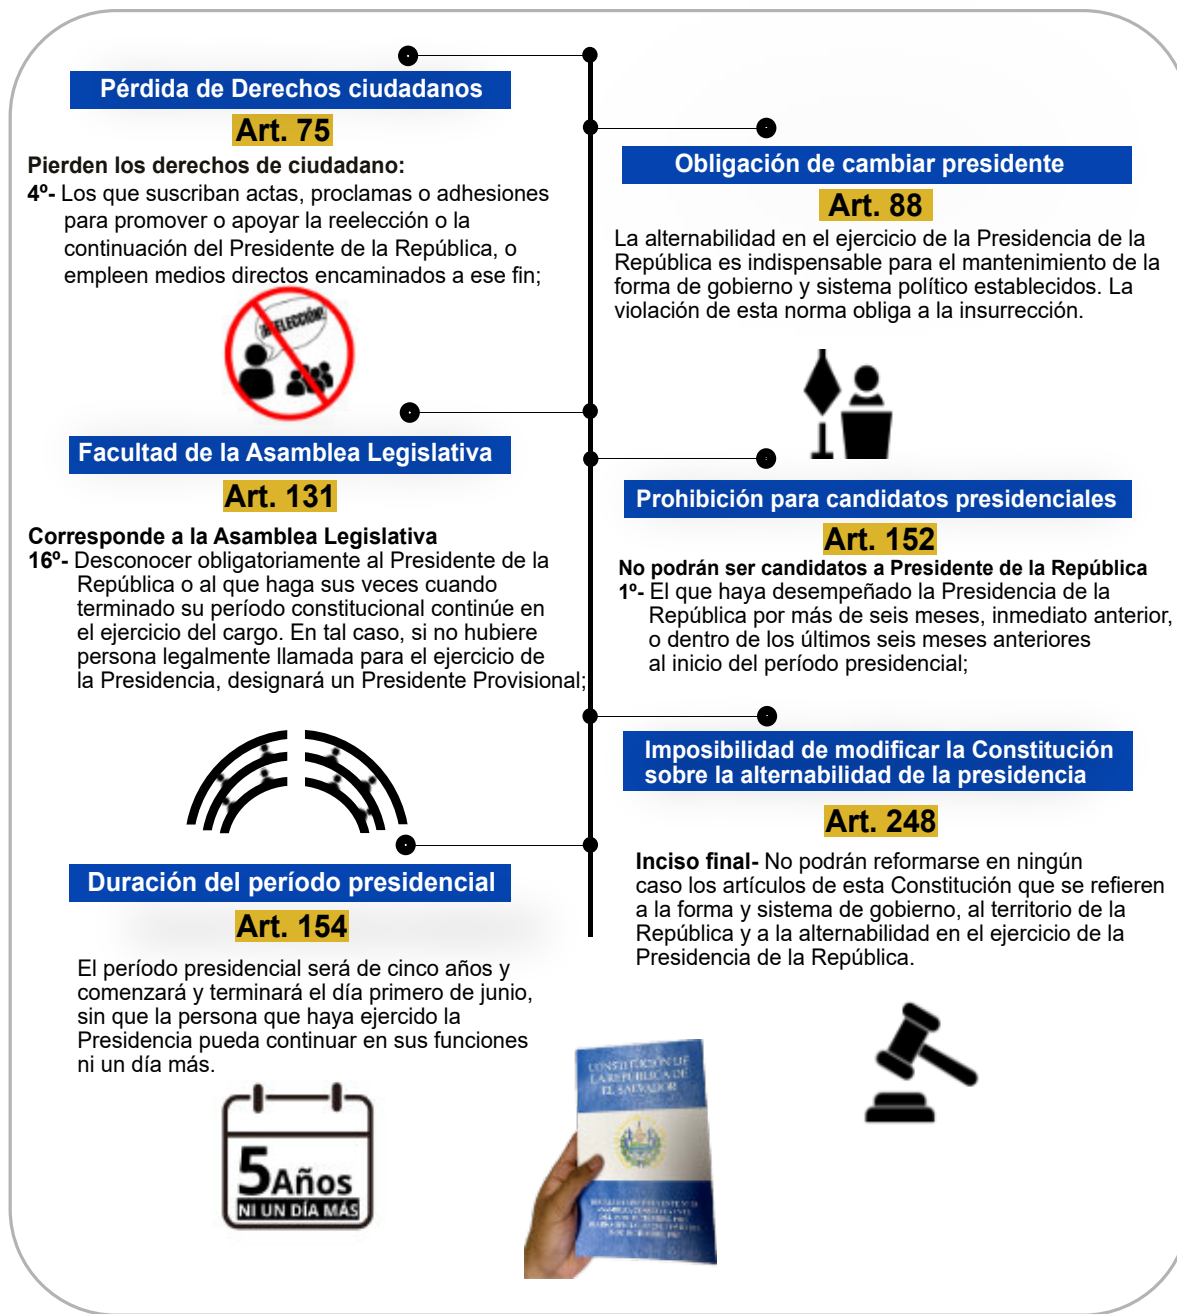 Pérdida de Derechos ciudadanos
Art. 75
Pierden los derechos de ciudadano:
4º- Los que suscriban actas, proclamas o adhesiones
para promover o apoyar la reelección o la
continuación del Presidente de la República, o
empleen medios directos encaminados a ese fin;
Obligación de cambiar presidente
Art. 88
La alternabilidad en el ejercicio de la Presidencia de la
República es indispensable para el mantenimiento de la
forma de gobierno y sistema político establecidos. La
violación de esta norma obliga a la insurrección.
Facultad de la Asamblea Legislativa
Art. 131
Corresponde a la Asamblea Legislativa
16º- Desconocer obligatoriamente al Presidente de la
República o al que haga sus veces cuando
terminado su período constitucional continúe en
el ejercicio del cargo. En tal caso, si no hubiere
persona legalmente llamada para el ejercicio de
la Presidencia, designará un Presidente Provisional;
Prohibición para candidatos presidenciales
Art. 152
No podrán ser candidatos a Presidente de la República
1º- El que haya desempeñado la Presidencia de la
República por más de seis meses, inmediato anterior,
o dentro de los últimos seis meses anteriores
al inicio del período presidencial;
Imposibilidad de modificar la Constitución
sobre la alternabilidad de la presidencia
Art. 248
Inciso final- No podrán reformarse en ningún
caso los artículos de esta Constitución que se refieren
a la forma y sistema de gobierno, al territorio de la
República y a la alternabilidad en el ejercicio de la
Presidencia de la República.
Duración del período presidencial
Art. 154
El período presidencial será de cinco años y
comenzará y terminará el día primero de junio,
sin que la persona que haya ejercido la
Presidencia pueda continuar en sus funciones
ni un día más.
5 Años
NI UN DÍA MÁS
CONSTITUCIÓN DE
LA REPÚBLICA DE
EL SALVADOR